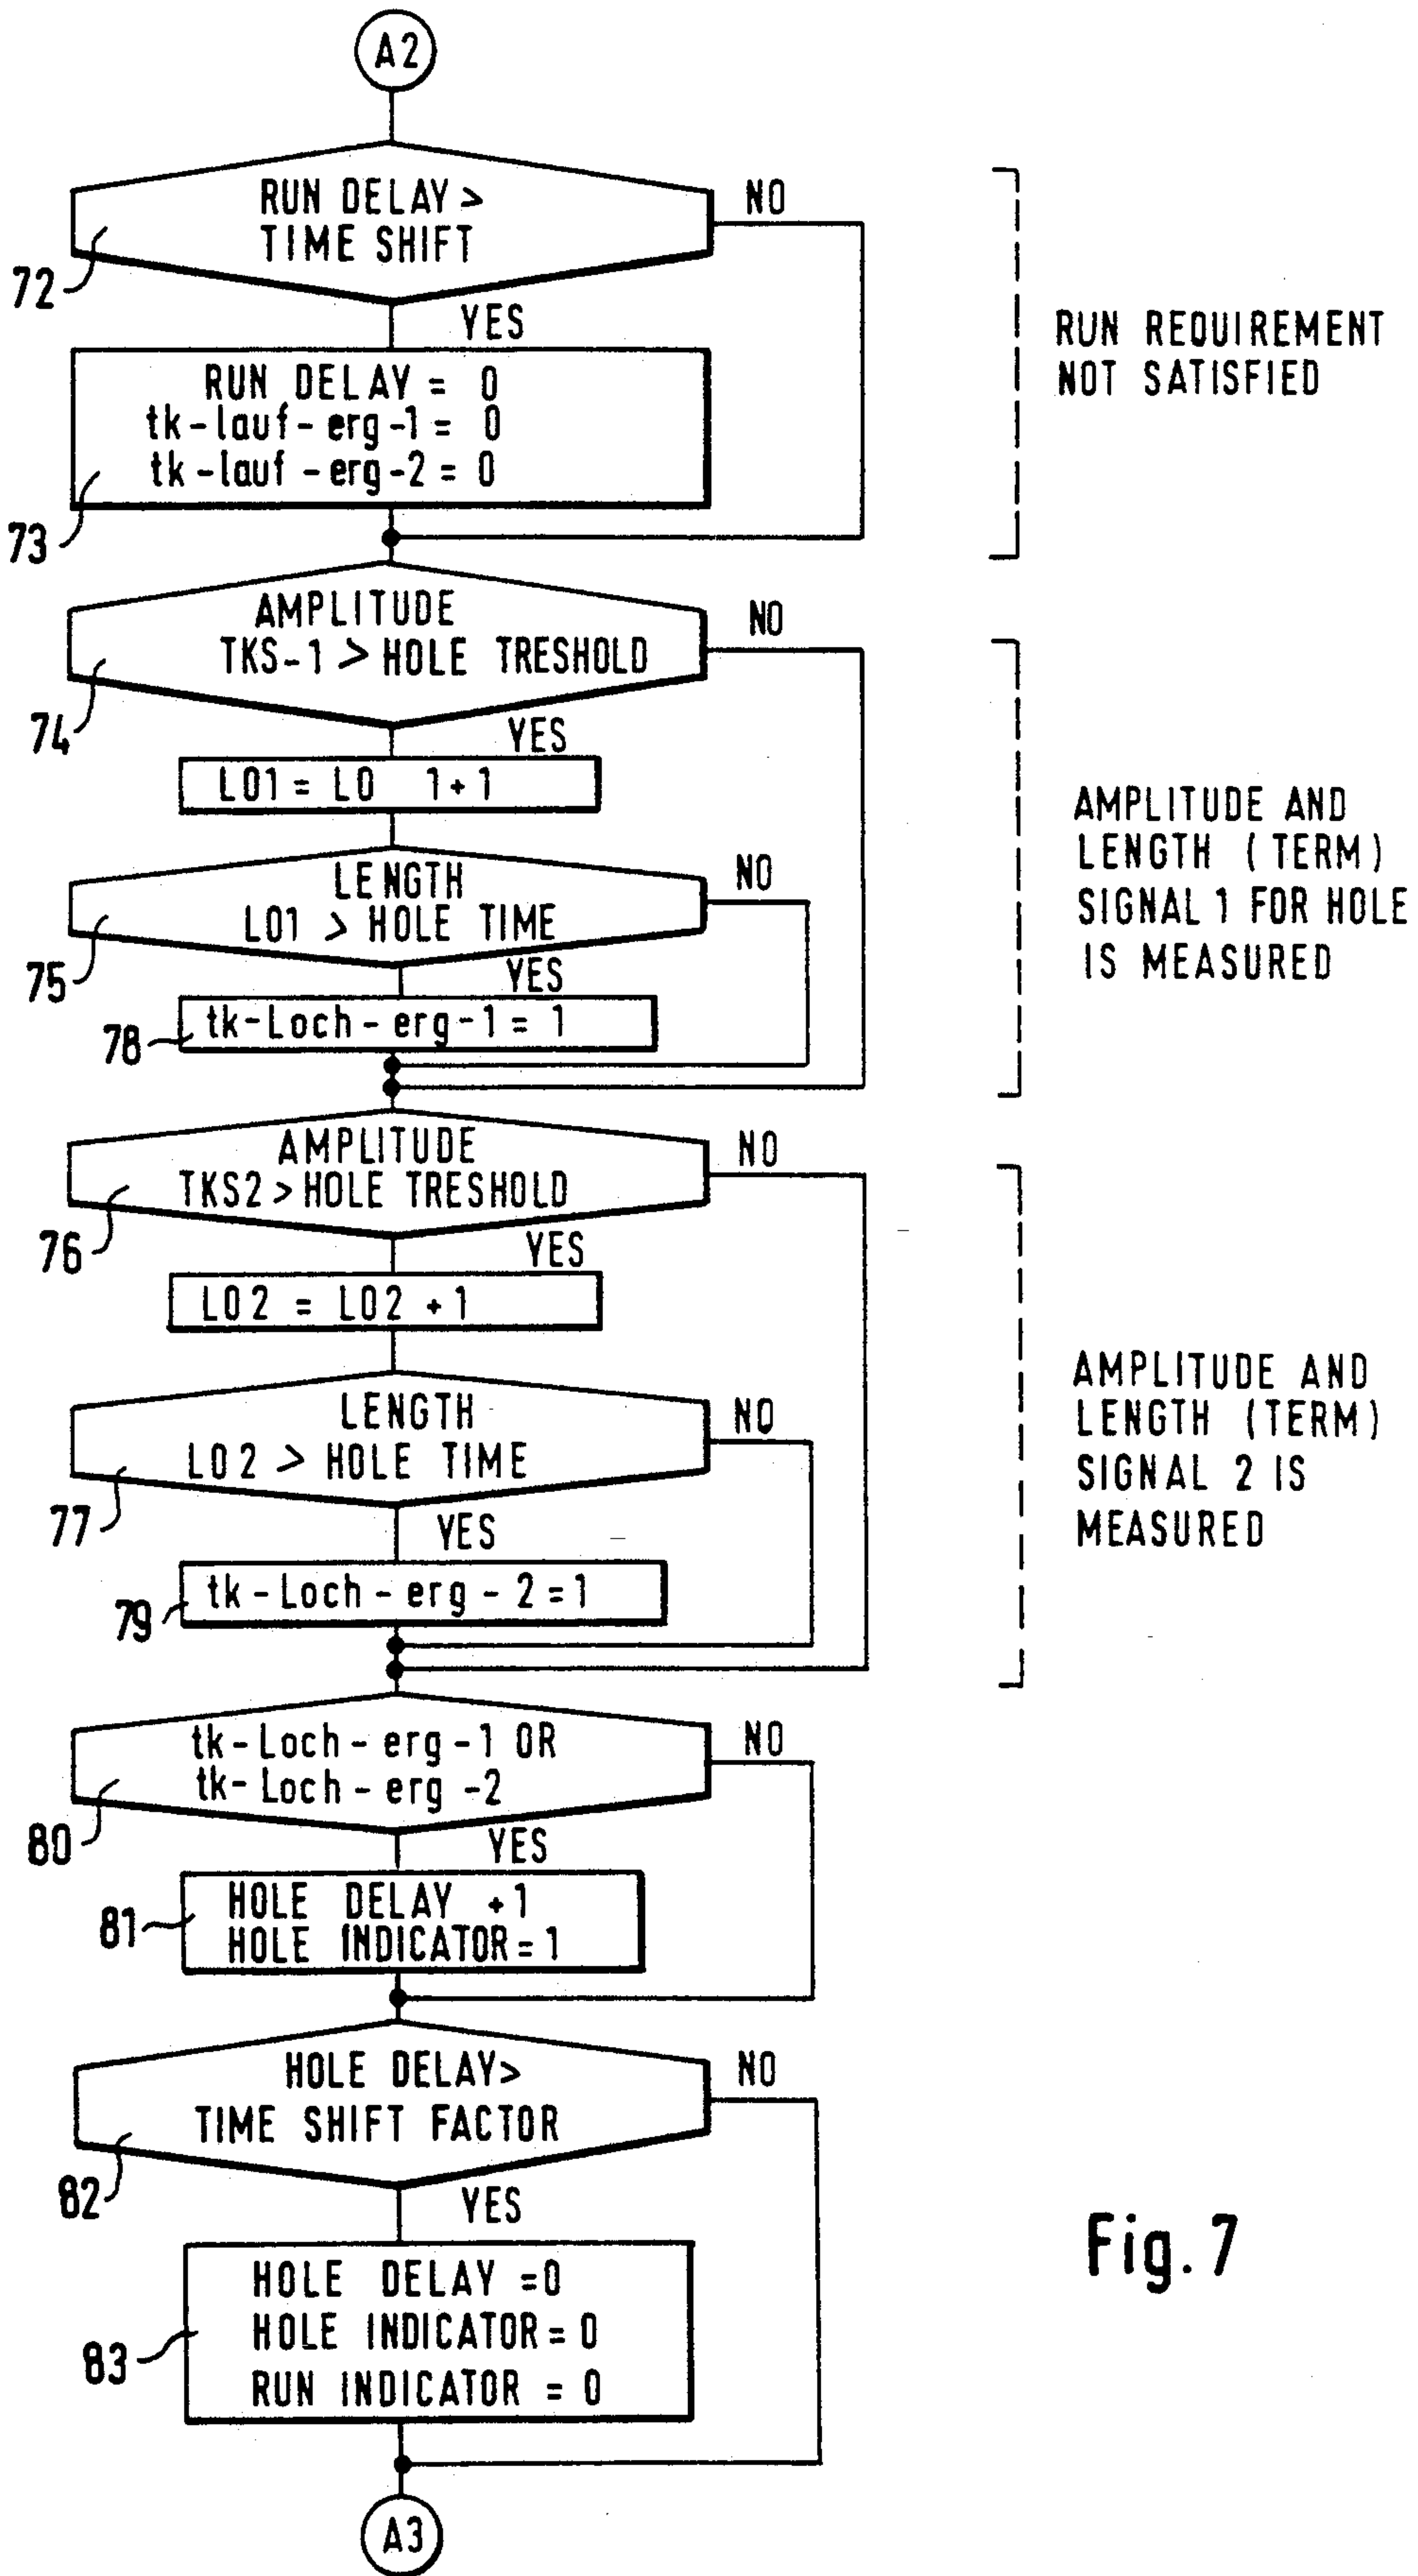 A2
RUN DELAY >
TIME SHIFT
NO
72
YES
RUN DELAY = 0
tk-lauf-erg-1 = 0
tk-lauf-erg-2 = 0
73
RUN REQUIREMENT
NOT SATISFIED
AMPLITUDE
TKS-1 > HOLE TRESHOLD
NO
74
YES
LO1 = LO 1+1
LENGTH
LO1 > HOLE TIME
NO
75
YES
tk-Loch-erg-1 = 1
78
AMPLITUDE AND
LENGTH (TERM)
SIGNAL 1 FOR HOLE
IS MEASURED
AMPLITUDE
TKS2 > HOLE TRESHOLD
NO
76
YES
LO2 = LO2 +1
LENGTH
LO2 > HOLE TIME
NO
77
YES
tk-Loch-erg-2=1
79
AMPLITUDE AND
LENGTH (TERM)
SIGNAL 2 IS
MEASURED
tk-Loch-erg-1 OR
tk-Loch-erg-2
NO
80
YES
HOLE DELAY +1
HOLE INDICATOR=1
81
HOLE DELAY>
TIME SHIFT FACTOR
NO
82
YES
HOLE DELAY =0
HOLE INDICATOR=0
RUN INDICATOR = 0
83
A3
Fig. 7